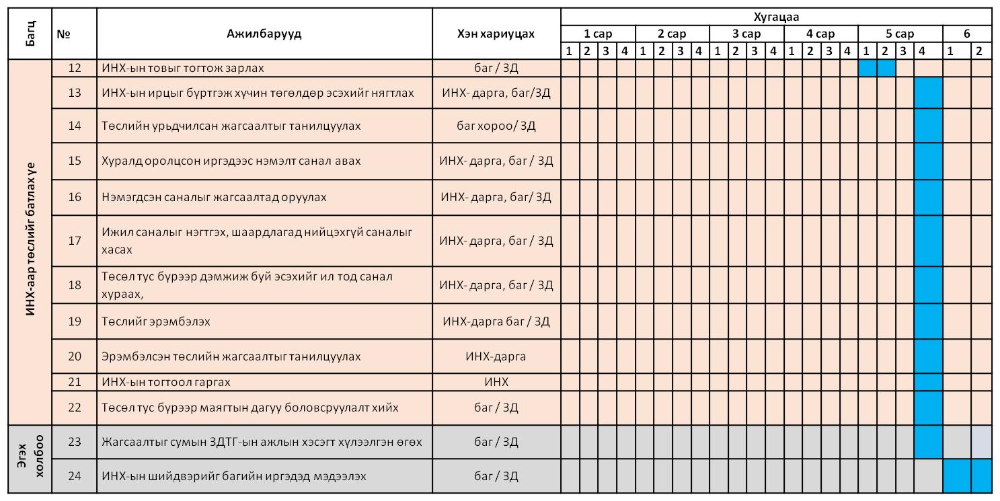 Багц
№
Ажилбарууд
Хэн хариуцах
Хугацаа
1 сар
2 сар
3 сар
4 сар
5 сар
6
1 2 3 4 1 2 3 4 1 2 3 4 1 2 3 4 1 2 3 4 1 2
ИНХ-аар төслийг батлах үе
12 ИНХ-ын товыг тогтож зарлах баг / ЗД
13 ИНХ-ын ирцыг бүртгэж хүчин төгөлдөр эсэхийг нягтлах ИНХ- дарга, баг/ЗД
14 Төслийн урьдчилсан жагсаалтыг танилцуулах баг хороо/ ЗД
15 Хуралд оролцсон иргэдээс нэмэлт санал авах ИНХ- дарга, баг / ЗД
16 Нэмэгдсэн саналыг жагсаалтад оруулах ИНХ- дарга, баг/ ЗД
17 Ижил саналыг нэгтгэх, шаардлагад нийцэхгүй саналыг
хасах
ИНХ- дарга, баг / ЗД
18 Төсөл тус бүрээр дэмжиж буй эсэхийг ил тод санал
хураах,
ИНХ- дарга, баг / ЗД
19 Төслийг эрэмбэлэх ИНХ-дарга баг / ЗД
20 Эрэмбэлсэн төслийн жагсаалтыг танилцуулах ИНХ-дарга
21 ИНХ-ын тогтоол гаргах ИНХ
22 Төсөл тус бүрээр маягтын дагуу боловсруулалт хийх баг / ЗД
Эгэх
холбоо
23 Жагсаалтыг сумын ЗДТГ-ын ажлын хэсэгт хүлээлгэн өгөх баг / ЗД
24 ИНХ-ын шийдвэрийг багийн иргэдэд мэдээлэх баг / ЗД